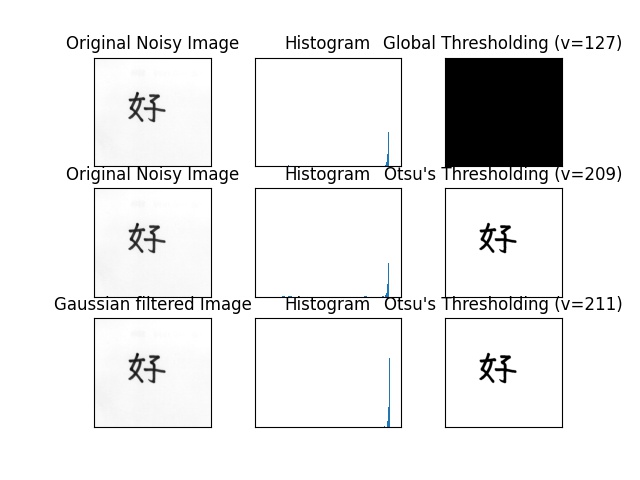 Original Noisy Image Histogram Global Thresholding (v=127)
好
Original Noisy Image Histogram Otsu's Thresholding (v=209)
好 好
Gaussian filtered Image Histogram Otsu's Thresholding (v=211)
好 好